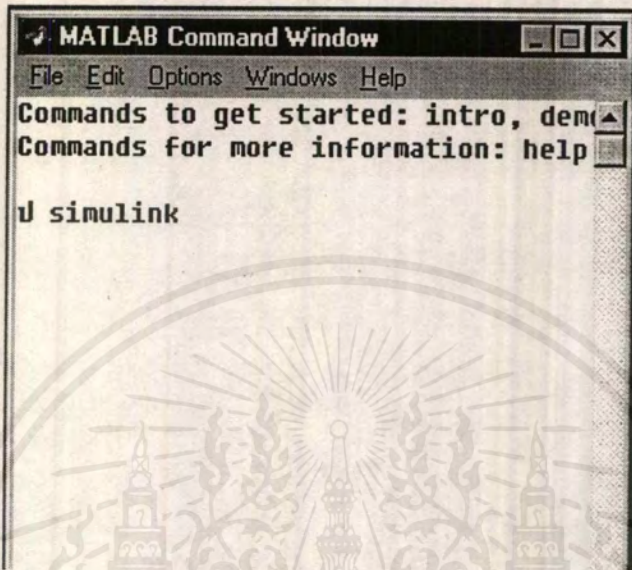 MATLAB Command Window
File Edit Options Windows Help
Commands to get started: intro, dem
Commands for more information: help
ป simulink